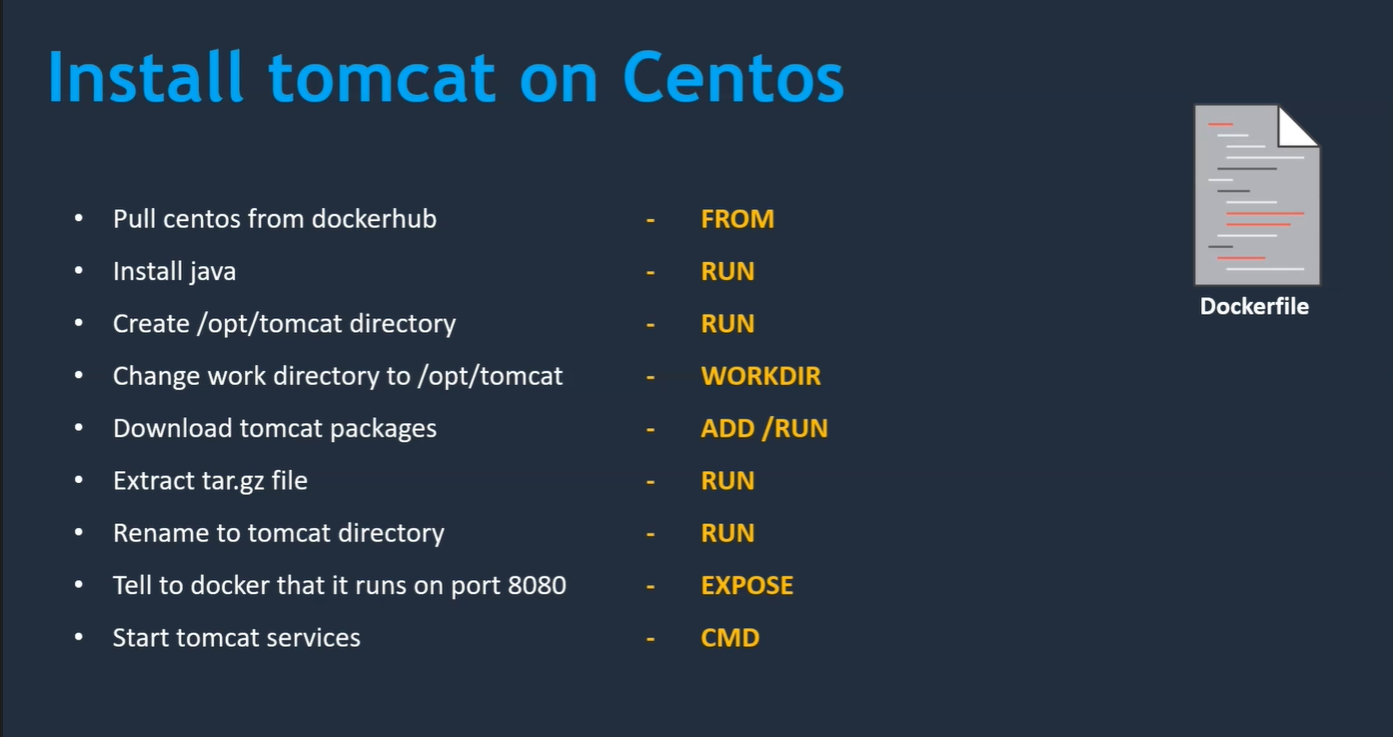 Install tomcat on Centos
• Pull centos from dockerhub - FROM
• Install java - RUN
• Create /opt/tomcat directory - RUN
• Change work directory to /opt/tomcat - WORKDIR
• Download tomcat packages - ADD /RUN
• Extract tar.gz file - RUN
• Rename to tomcat directory - RUN
• Tell to docker that it runs on port 8080 - EXPOSE
• Start tomcat services - CMD
Dockerfile